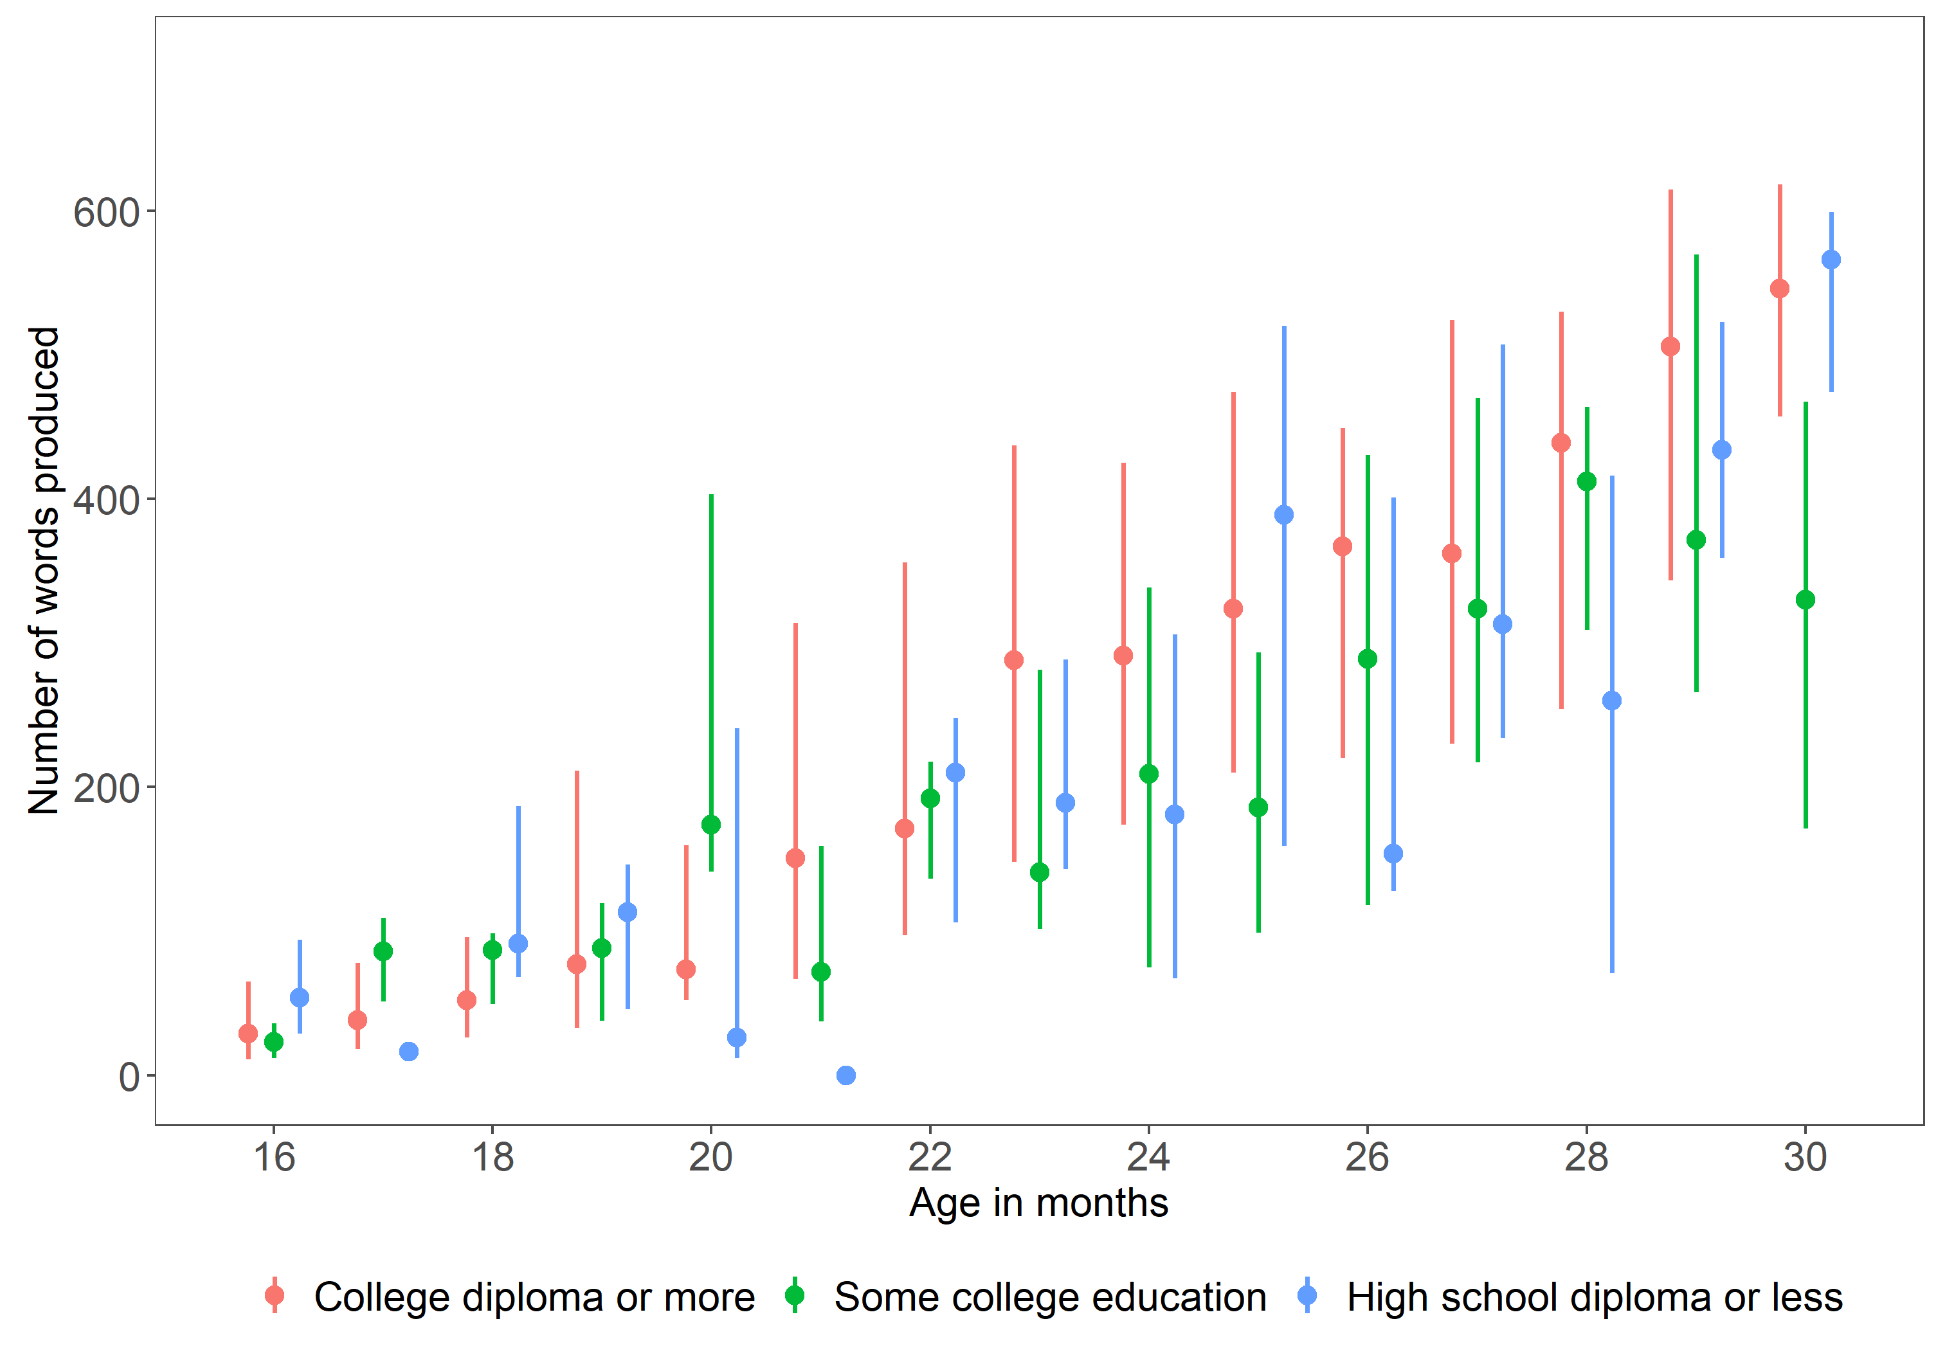 Number of words produced
600
400
200
0
16 18 20 22 24 26 28 30
Age in months
College diploma or more Some college education High school diploma or less